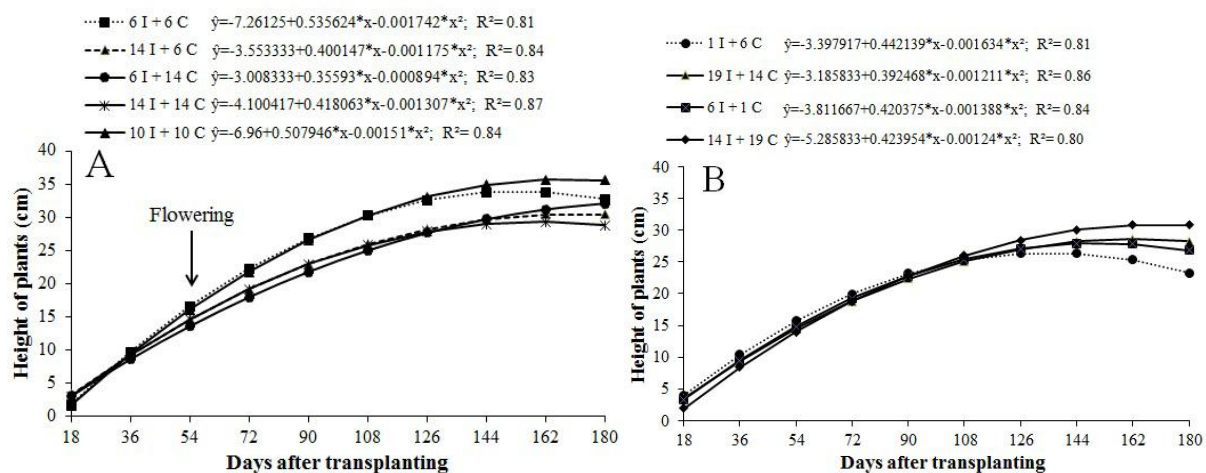 6 I + 6 C ŷ=-7.26125+0.535624*x-0.001742*x²; R²= 0.81
14 I + 6 C ŷ=-3.553333+0.400147*x-0.001175*x²; R²= 0.84
6 I + 14 C ŷ=-3.008333+0.35593*x-0.000894*x²; R²= 0.83
14 I + 14 C ŷ=-4.100417+0.418063*x-0.001307*x²; R²= 0.87
10 I + 10 C ŷ=-6.96+0.507946*x-0.00151*x²; R²= 0.84
A
Flowering
Height of plants (cm)
40
35
30
25
20
15
10
5
0
18 36 54 72 90 108 126 144 162 180
Days after transplanting
1 I + 6 C ŷ=-3.397917+0.442139*x-0.001634*x²; R²= 0.81
19 I + 14 C ŷ=-3.185833+0.392468*x-0.001211*x²; R²= 0.86
6 I + 1 C ŷ=-3.811667+0.420375*x-0.001388*x²; R²= 0.84
14 I + 19 C ŷ=-5.285833+0.423954*x-0.00124*x²; R²= 0.80
B
Height of plants (cm)
40
35
30
25
20
15
10
5
0
18 36 54 72 90 108 126 144 162 180
Days after transplanting